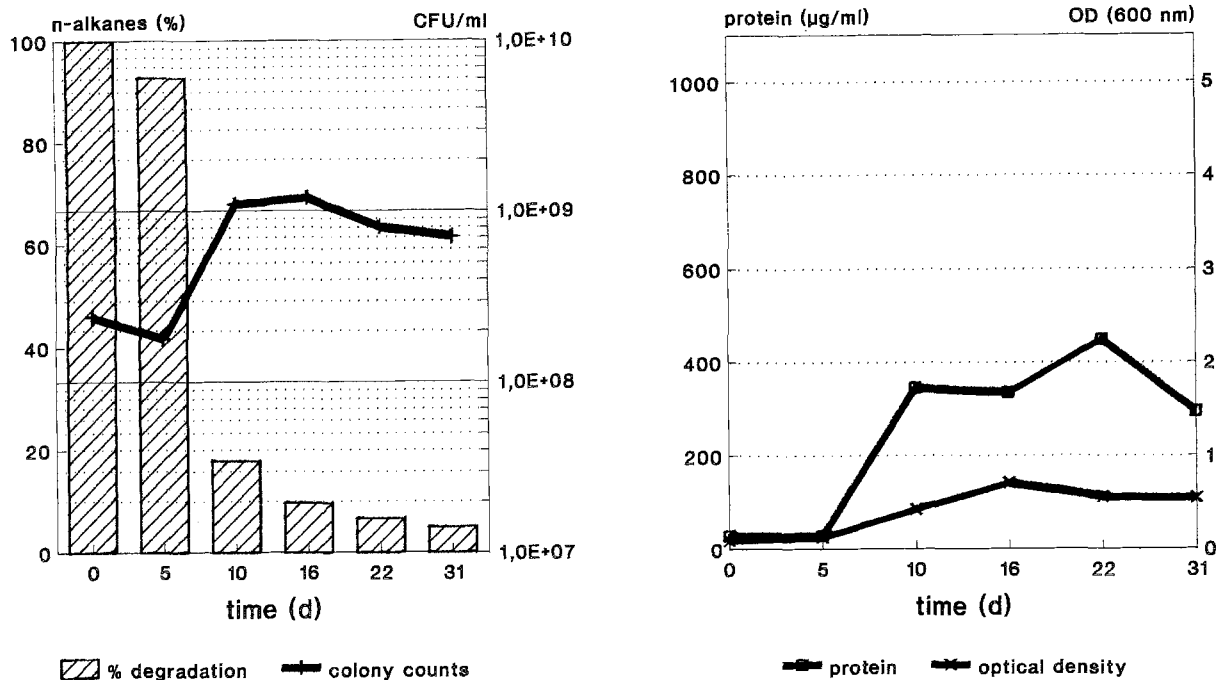 n-alkanes (%) CFU/ml
100 1,0E+10
80
1,0E+09
60
40
1,0E+08
20
0 1,0E+07
0 5 10 16 22 31
time (d)
% degradation colony counts
protein (µg/ml) OD (600 nm)
1000 5
800 4
600 3
400 2
200 1
0 0
0 5 10 16 22 31
time (d)
protein optical density